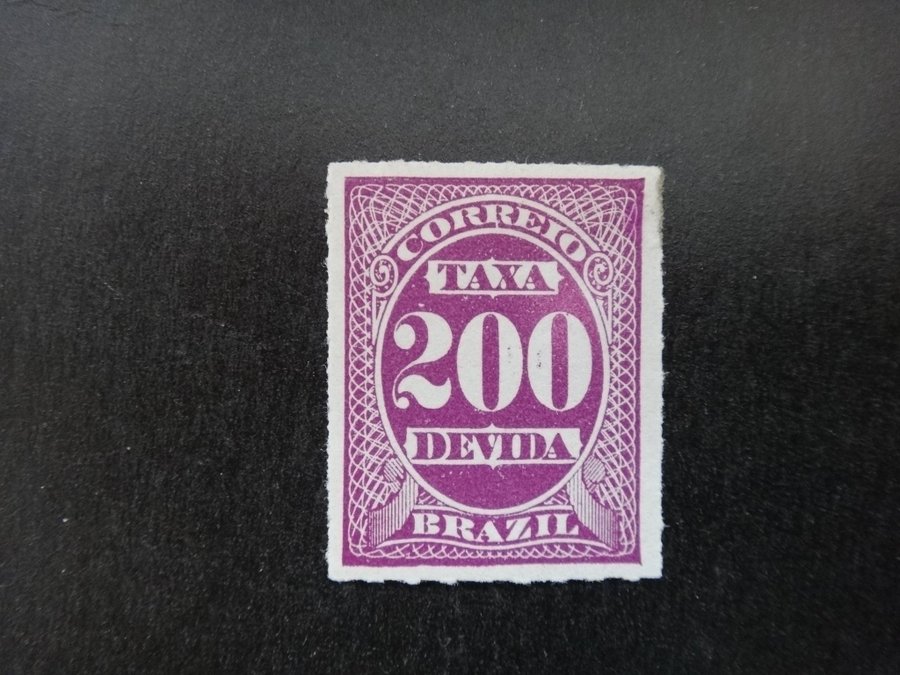 CORREIO
TAXA
200
DEVIDA
BRAZIL